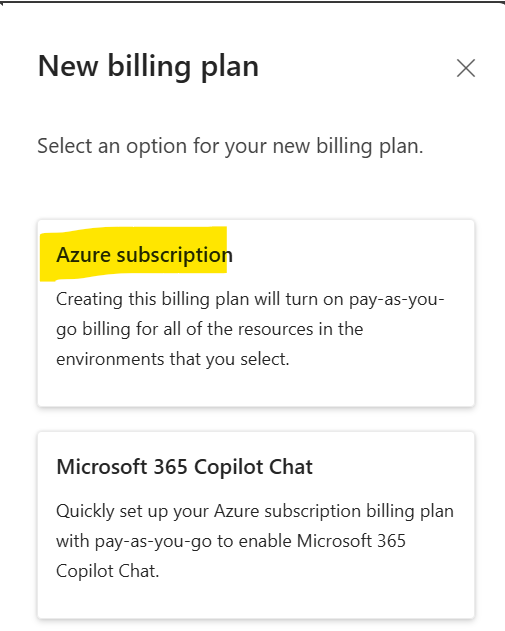 New billing plan
Select an option for your new billing plan.
Azure subscription
Creating this billing plan will turn on pay-as-you-
go billing for all of the resources in the
environments that you select.
Microsoft 365 Copilot Chat
Quickly set up your Azure subscription billing plan
with pay-as-you-go to enable Microsoft 365
Copilot Chat.